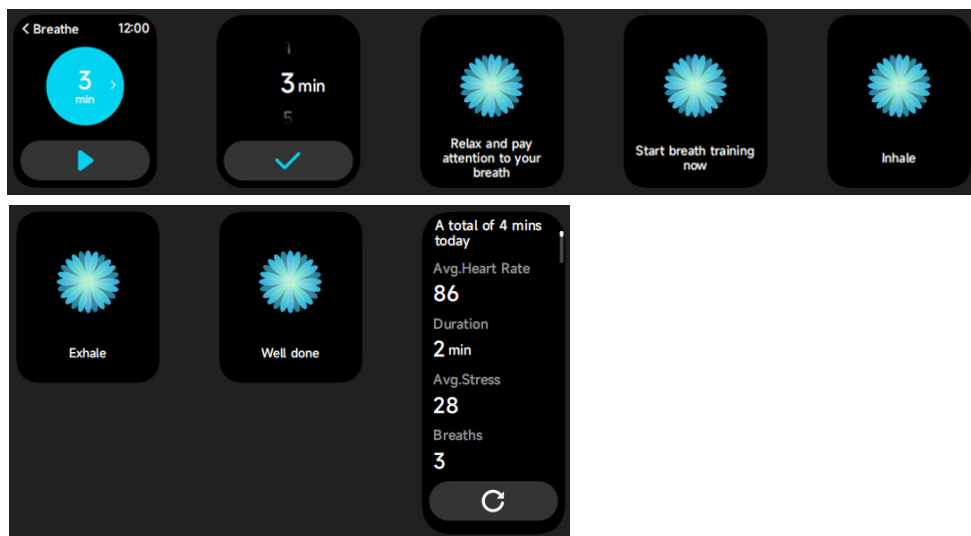 < Breathe 12:00
3
min
1
3 min
5
Relax and pay
attention to your
breath
Start breath training
now
Inhale
Exhale
Well done
A total of 4 mins
today
Avg.Heart Rate
86
Duration
2 min
Avg.Stress
28
Breaths
3